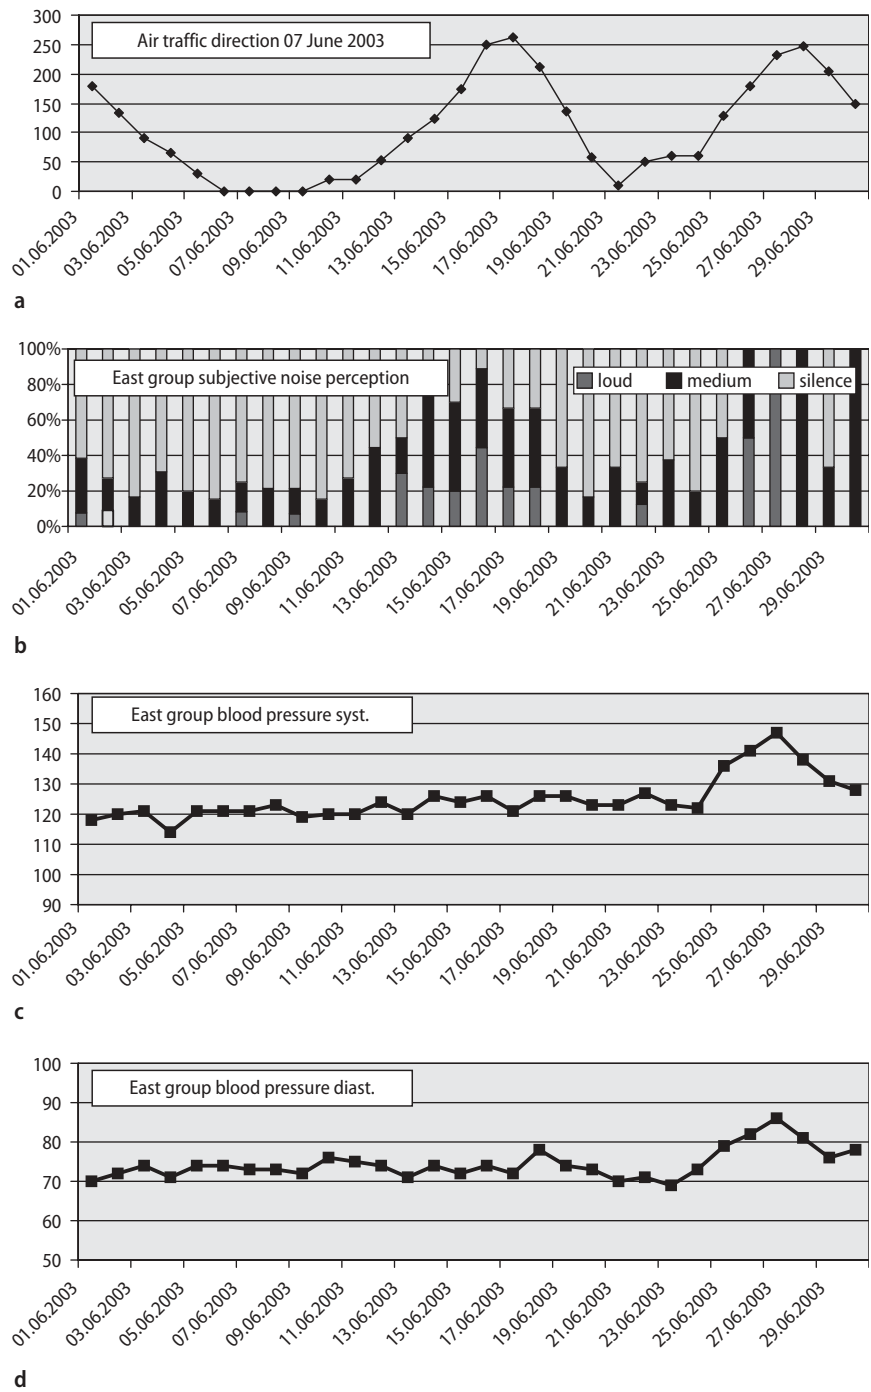 300
Air traffic direction 07 June 2003
250
200
150
100
50
0
01.06.2003 03.06.2003 05.06.2003 07.06.2003 09.06.2003 11.06.2003 13.06.2003 15.06.2003 17.06.2003 19.06.2003 21.06.2003 23.06.2003 25.06.2003 27.06.2003 29.06.2003
a
100%
East group subjective noise perception
loud medium silence
80%
60%
40%
20%
0%
01.06.2003 03.06.2003 05.06.2003 07.06.2003 09.06.2003 11.06.2003 13.06.2003 15.06.2003 17.06.2003 19.06.2003 21.06.2003 23.06.2003 25.06.2003 27.06.2003 29.06.2003
b
160
East group blood pressure syst.
150
140
130
120
110
100
90
01.06.2003 03.06.2003 05.06.2003 07.06.2003 09.06.2003 11.06.2003 13.06.2003 15.06.2003 17.06.2003 19.06.2003 21.06.2003 23.06.2003 25.06.2003 27.06.2003 29.06.2003
c
100
East group blood pressure diast.
90
80
70
60
50
01.06.2003 03.06.2003 05.06.2003 07.06.2003 09.06.2003 11.06.2003 13.06.2003 15.06.2003 17.06.2003 19.06.2003 21.06.2003 23.06.2003 25.06.2003 27.06.2003 29.06.2003
d